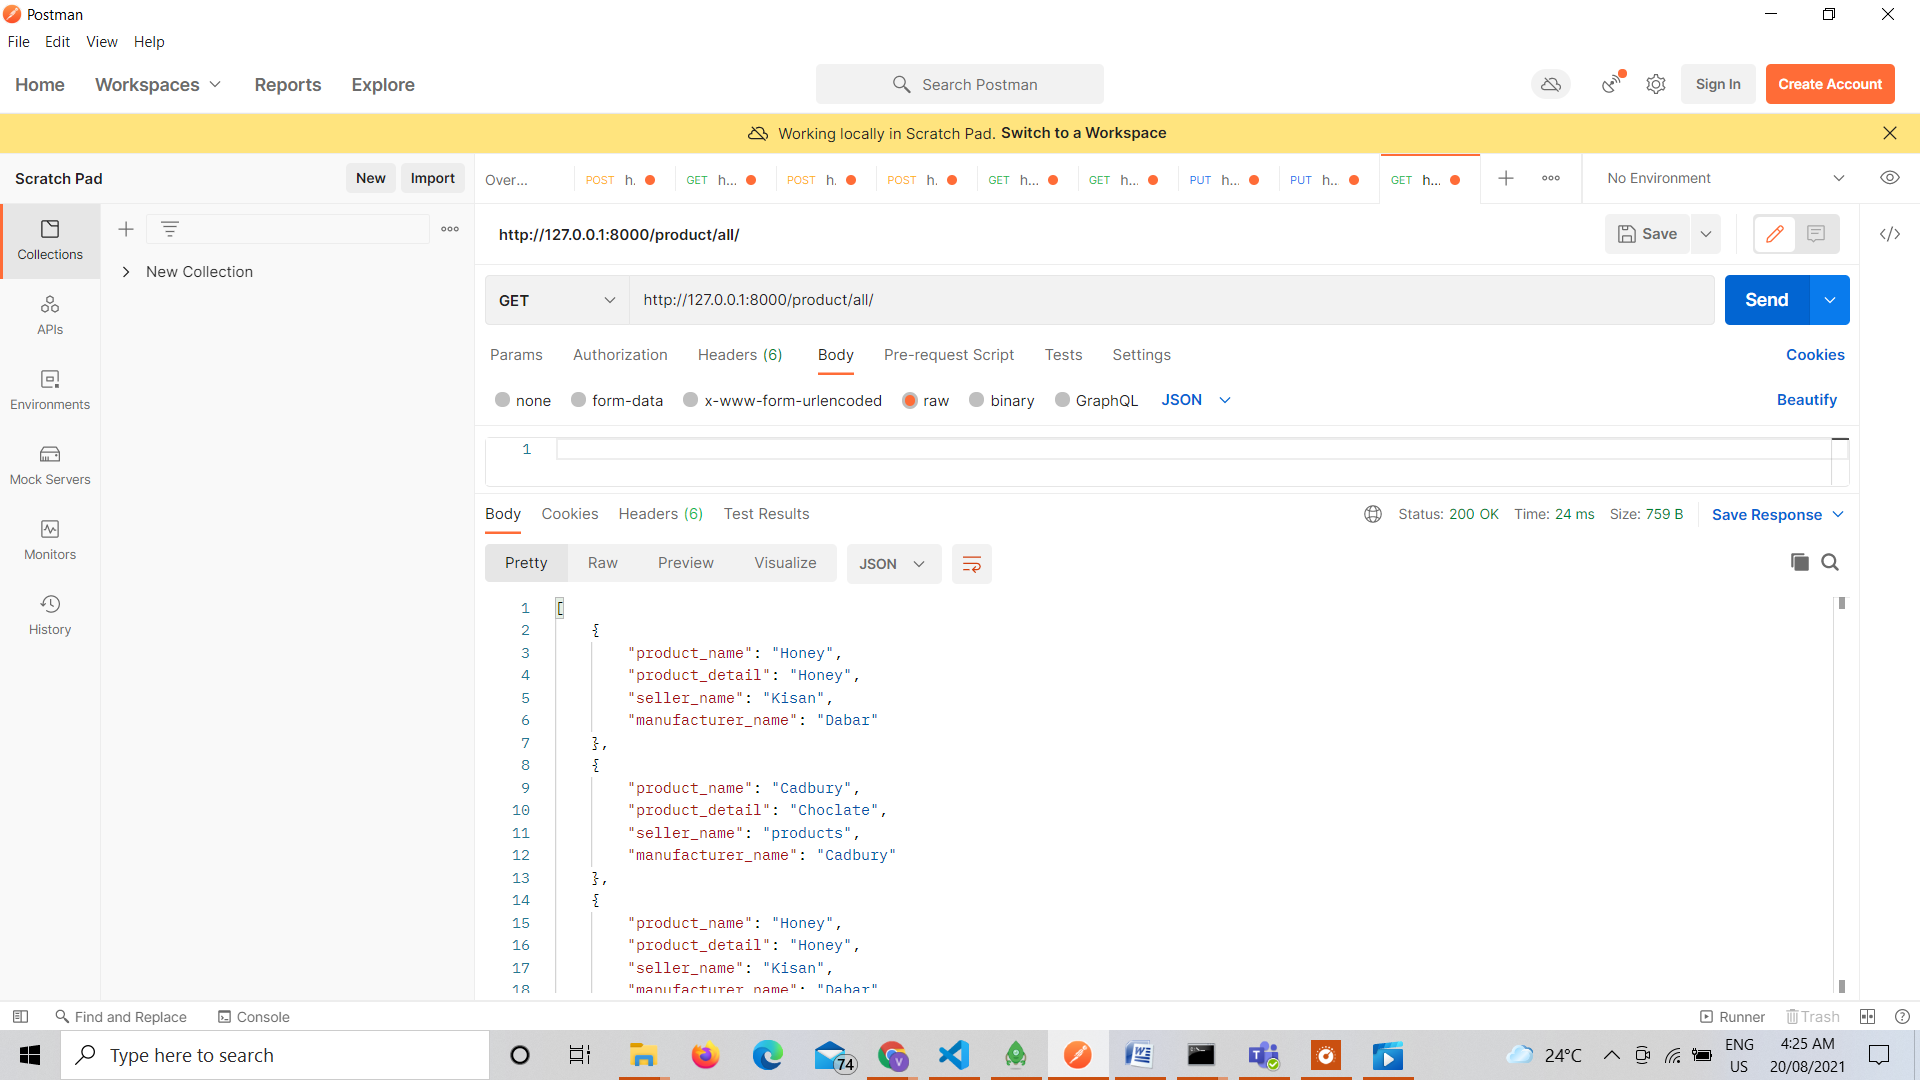 Postman
File Edit View Help
Home Workspaces Reports Explore Search Postman Sign In Create Account
Working locally in Scratch Pad. Switch to a Workspace
Scratch Pad New Import Over... POST h. GET h... POST h. POST h. GET h... GET h... PUT h... PUT h... GET h... No Environment
Collections
New Collection
APIs
Environments
Mock Servers
Monitors
History
http://127.0.0.1:8000/product/all/ Save
GET http://127.0.0.1:8000/product/all/ Send
Params Authorization Headers (6) Body Pre-request Script Tests Settings Cookies
none form-data x-www-form-urlencoded raw binary GraphQL JSON Beautify
1
Body Cookies Headers (6) Test Results Status: 200 OK Time: 24 ms Size: 759 B Save Response
Pretty Raw Preview Visualize JSON
1 [
2 {
3 "product_name": "Honey",
4 "product_detail": "Honey",
5 "seller_name": "Kisan",
6 "manufacturer_name": "Dabar"
7 },
8 {
9 "product_name": "Cadbury",
10 "product_detail": "Choclate",
11 "seller_name": "products",
12 "manufacturer_name": "Cadbury"
13 },
14 {
15 "product_name": "Honey",
16 "product_detail": "Honey",
17 "seller_name": "Kisan",
18 "manufacturer_name": "Dabar"
Find and Replace Console Runner Trash
Type here to search 74 V 24°C ENG US 4:25 AM 20/08/2021